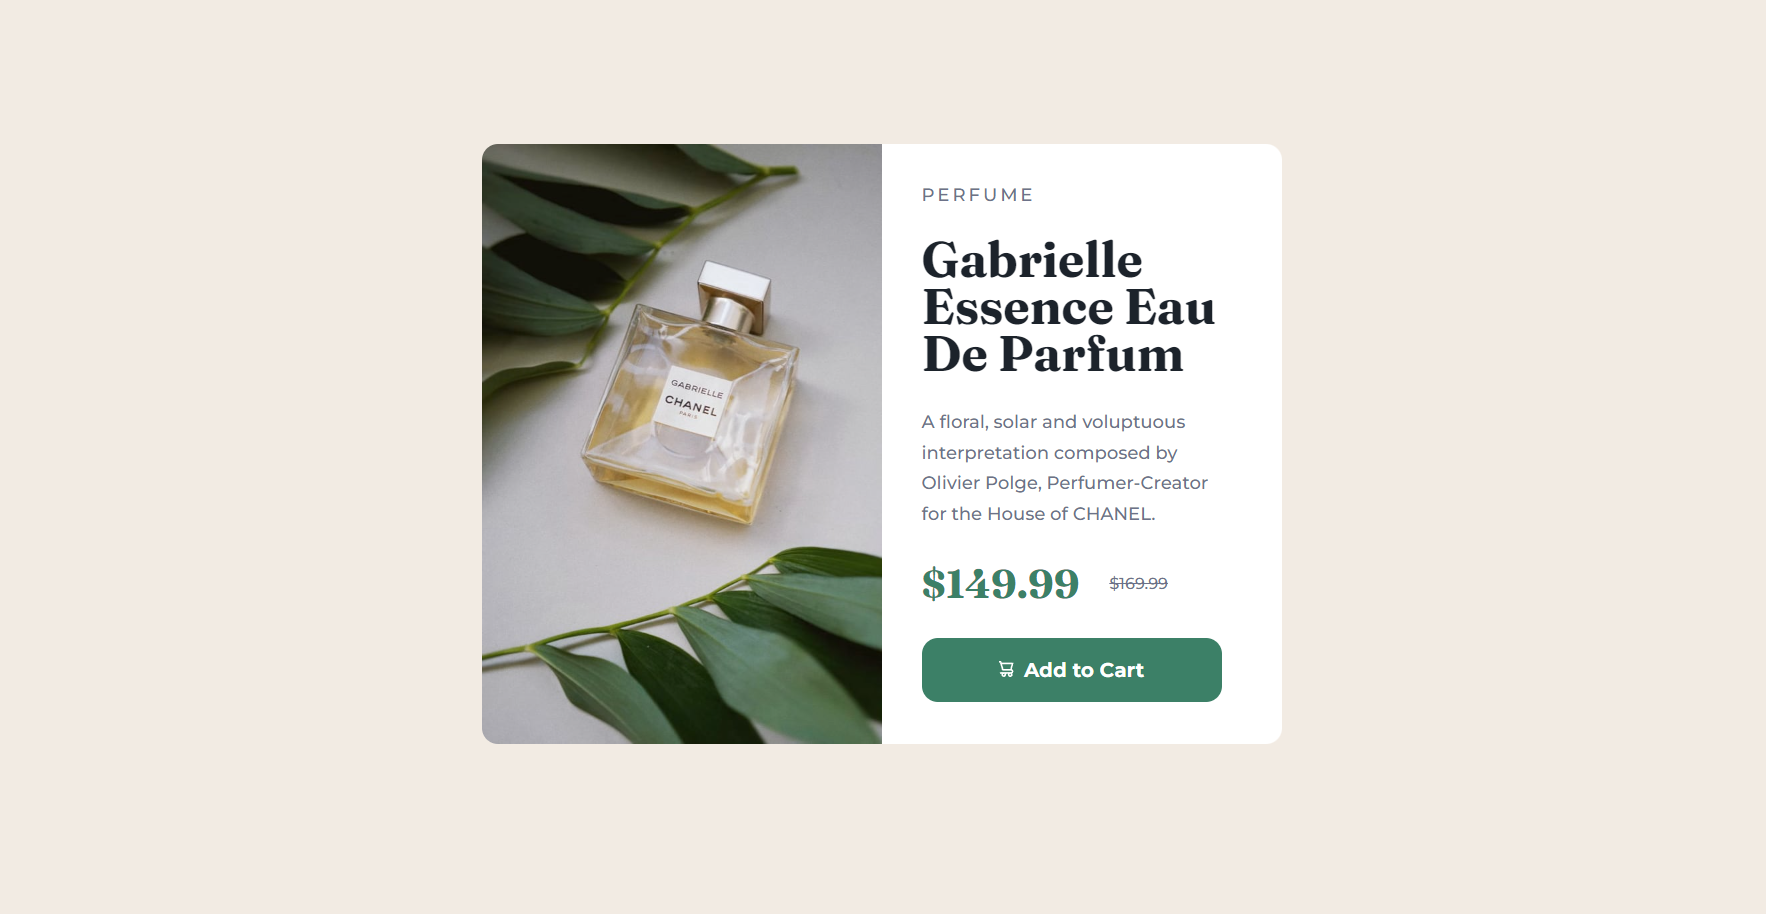 GABRIELLE
CHANEL
PARIS
PERFUME
Gabrielle
Essence Eau
De Parfum
A floral, solar and voluptuous
interpretation composed by
Olivier Polge, Perfumer-Creator
for the House of CHANEL.
$149.99 $169.99
Add to Cart